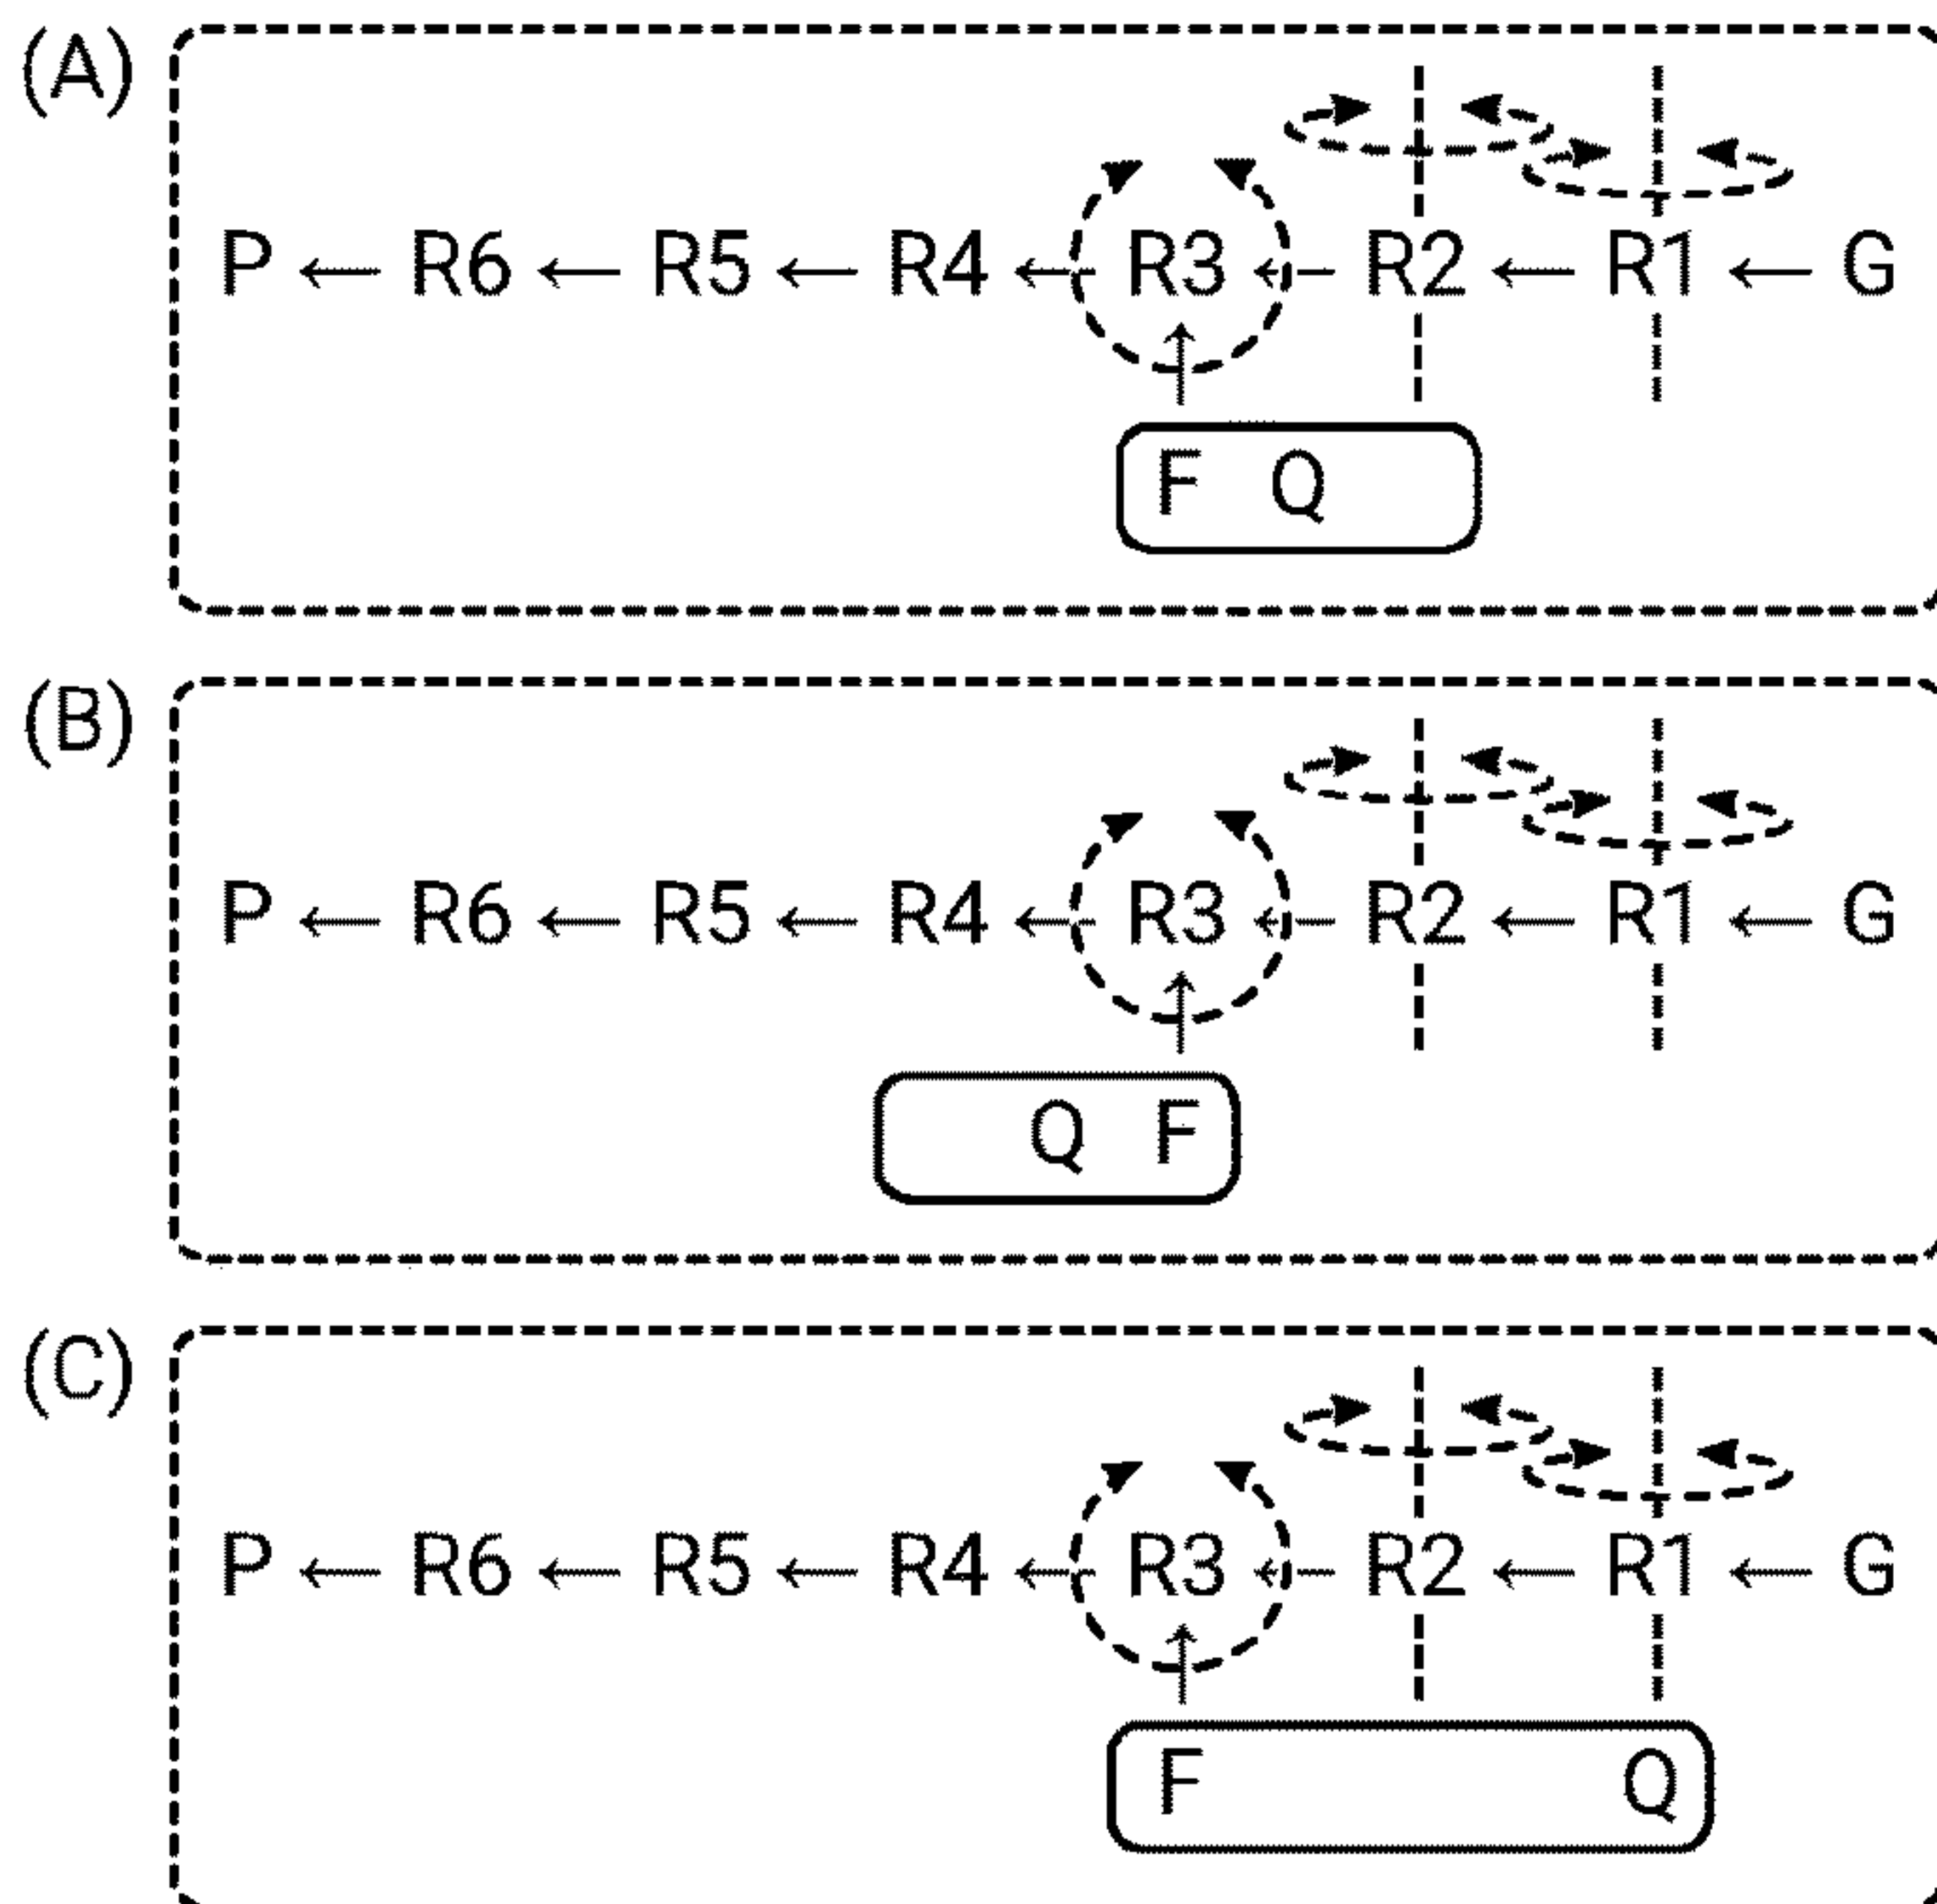 (A)
P ← R6 ← R5 ← R4 ← R3 ← R2 ← R1 ← G
F Q
(B)
P ← R6 ← R5 ← R4 ← R3 ← R2 ← R1 ← G
Q F
(C)
P ← R6 ← R5 ← R4 ← R3 ← R2 ← R1 ← G
F Q